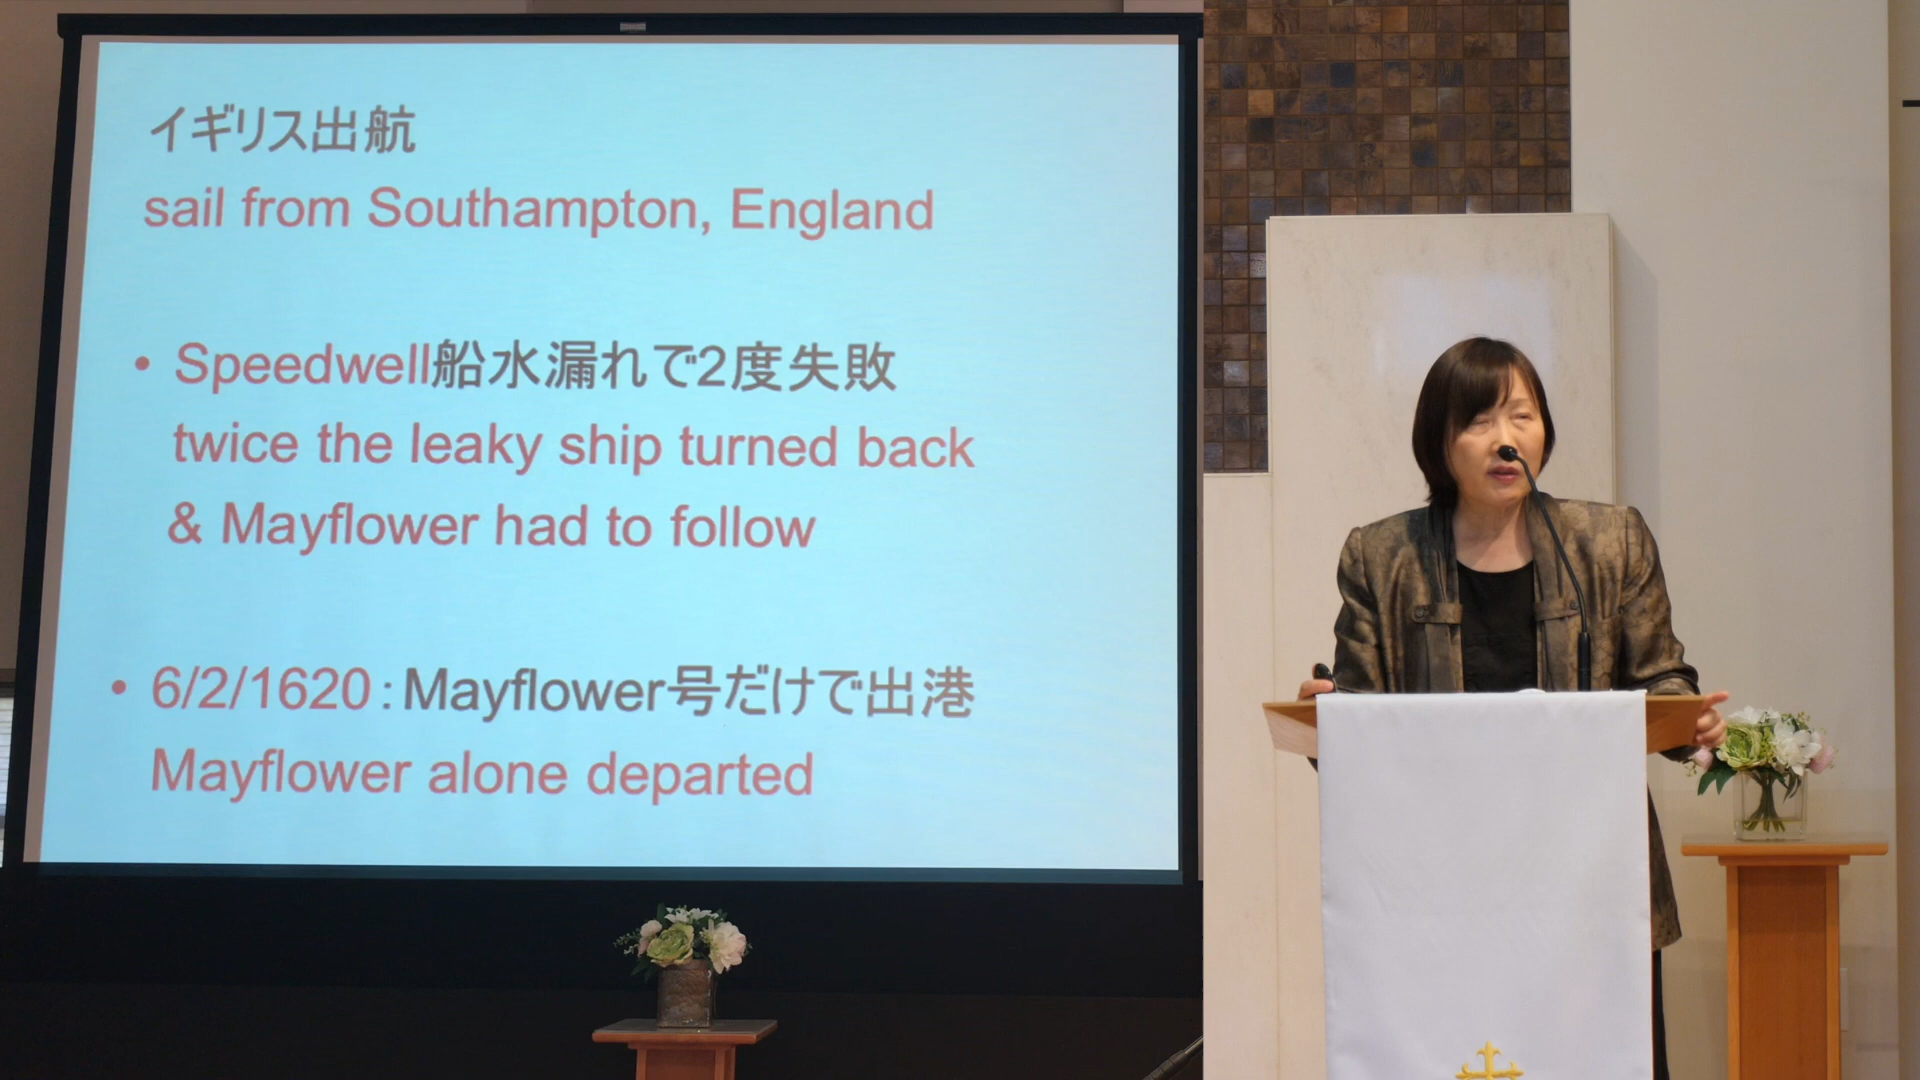 イギリス出航
sail from Southampton, England
• Speedwell船水漏れで2度失敗
twice the leaky ship turned back
& Mayflower had to follow
• 6/2/1620：Mayflower号だけで出港
Mayflower alone departed